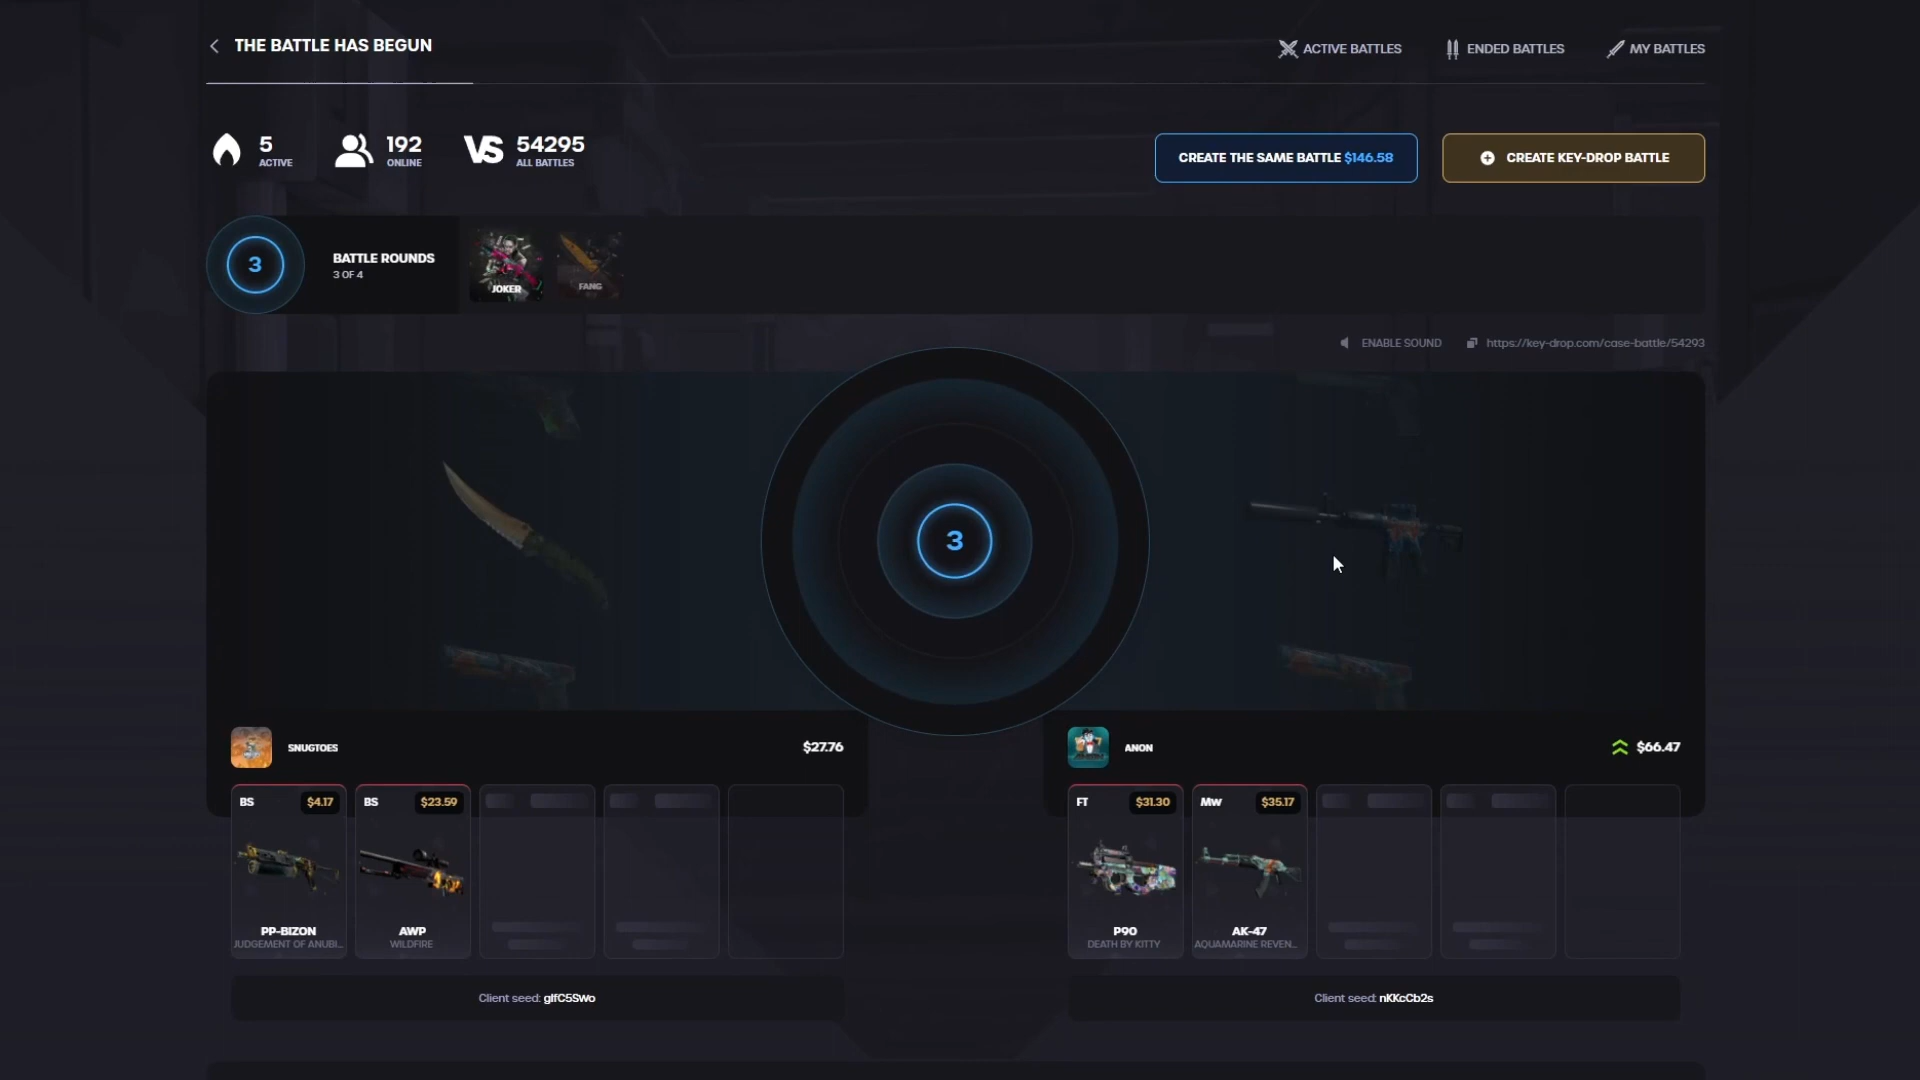 THE BATTLE HAS BEGUN
ACTIVE BATTLES
ENDED BATTLES
MY BATTLES
5
ACTIVE
192
ONLINE
VS
54295
ALL BATTLES
CREATE THE SAME BATTLE $146.58
CREATE KEY-DROP BATTLE
3
BATTLE ROUNDS
3 OF 4
JOKER
FANG
ENABLE SOUND
https://key-drop.com/case-battle/54293
3
SNUGTOES
$27.76
ANON
$66.47
BS
$4.17
PP-BIZON
JUDGEMENT OF ANUBI...
BS
$23.59
AWP
WILDFIRE
FT
$31.30
P90
DEATH BY KITTY
MW
$35.17
AK-47
AQUAMARINE REVEN...
Client seed: glfC5SWo
Client seed: nKKcCb2s